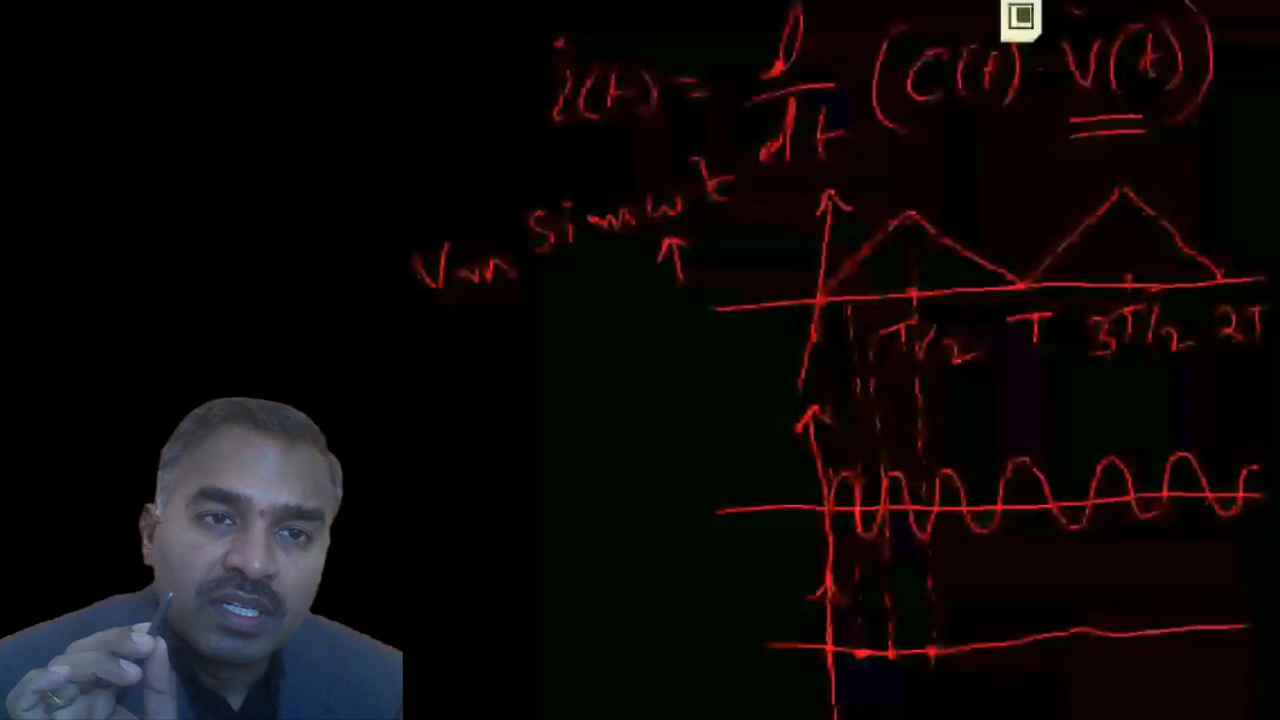 i(t) = d/dt (C(t) · V(t))
Vm sin ωt
T/2 T 3T/2 2T